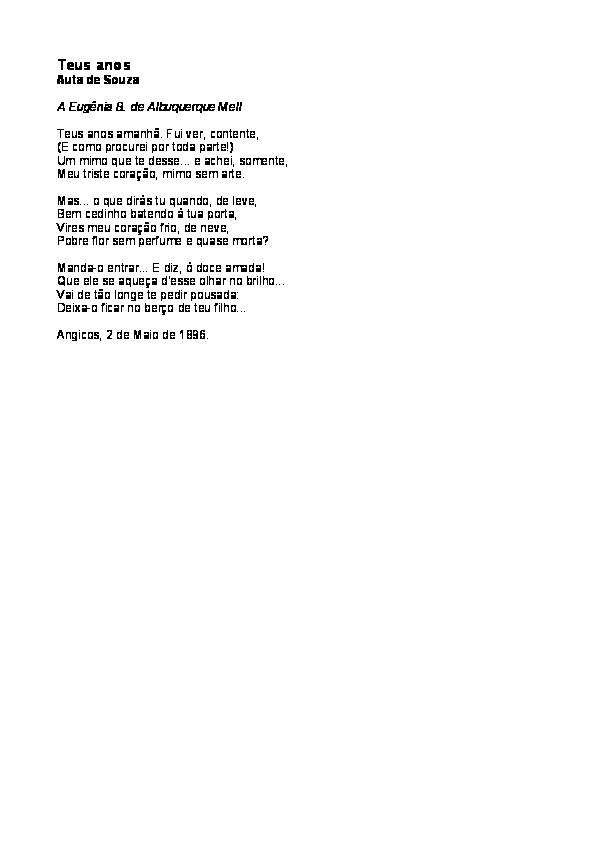 Teus anos
Auta de Souza
A Eugênia B. de Albuquerque Mell
Teus anos amanhã. Fui ver, contente,
(E como procurei por toda parte!)
Um mimo que te desse... e achei, somente,
Meu triste coração, mimo sem arte.
Mas... o que dirás tu quando, de leve,
Bem cedinho batendo à tua porta,
Vires meu coração frio, de neve,
Pobre flor sem perfume e quase morta?
Manda-o entrar... E diz, ó doce amada!
Que ele se aqueça d'esse olhar no brilho...
Vai de tão longe te pedir pousada:
Deixa-o ficar no berço de teu filho...
Angicos, 2 de Maio de 1896.